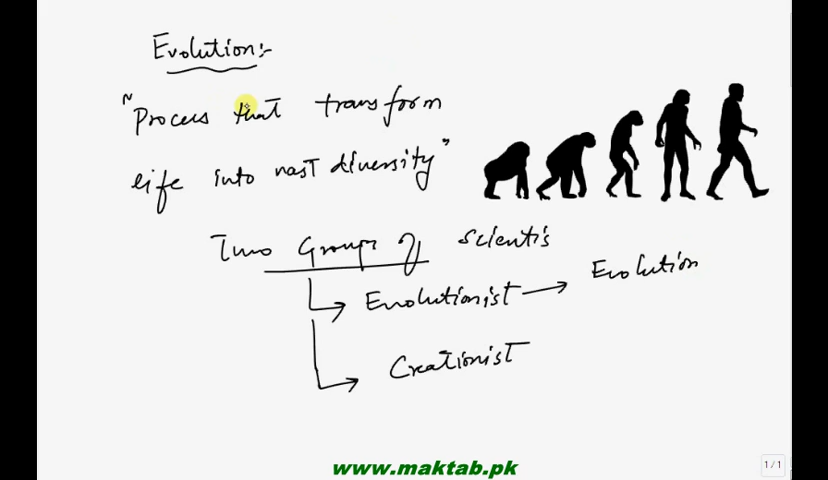 Evolution:-
"Process that transform
life into vast diversity"
Two Groups of Scientis
Evolutionist → Evolution
Creationist
www.maktab.pk
1/1